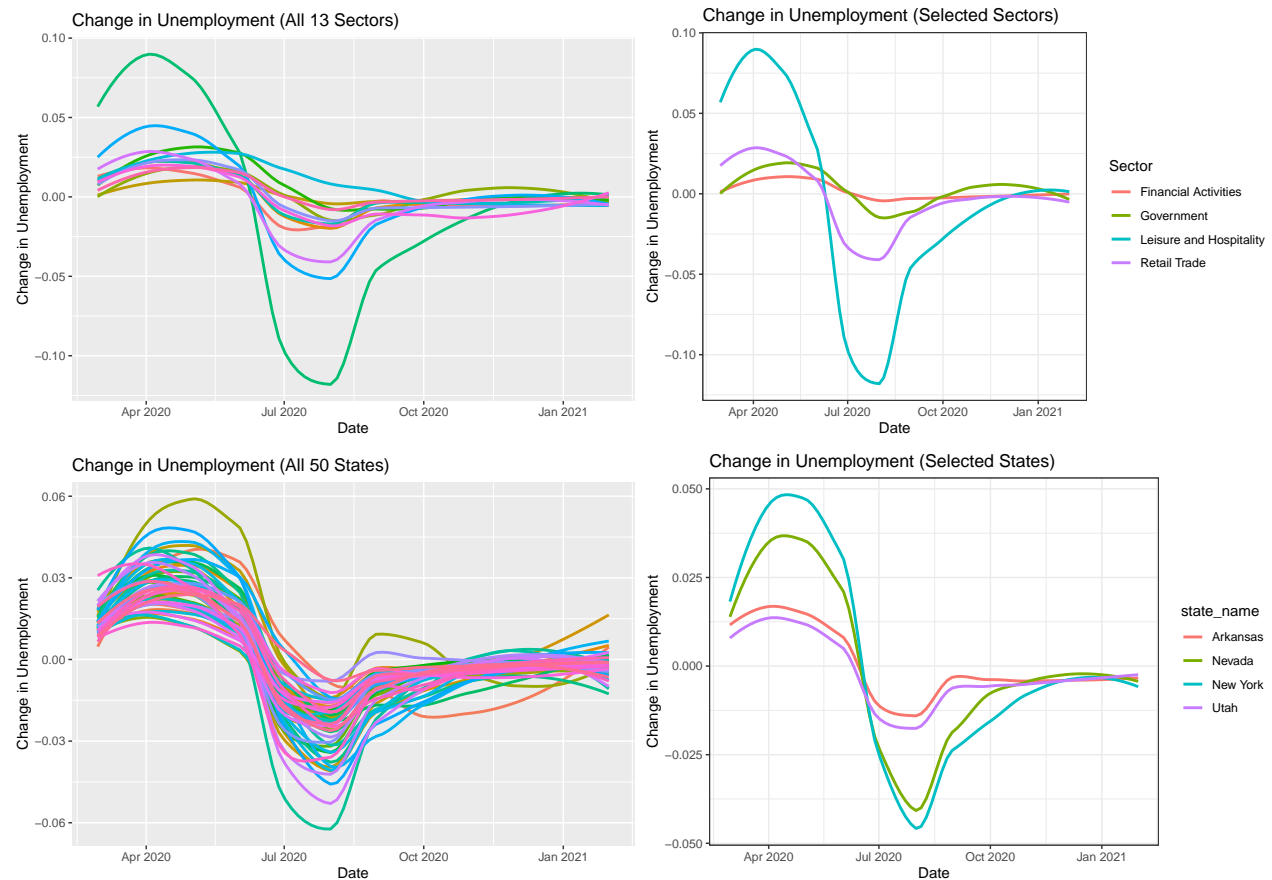 Change in Unemployment (All 13 Sectors)
Change in Unemployment
0.10
0.05
0.00
−0.05
−0.10
Apr 2020 Jul 2020 Oct 2020 Jan 2021
Date
Change in Unemployment (Selected Sectors)
Change in Unemployment
0.10
0.05
0.00
−0.05
−0.10
Apr 2020 Jul 2020 Oct 2020 Jan 2021
Date
Sector
Financial Activities
Government
Leisure and Hospitality
Retail Trade
Change in Unemployment (All 50 States)
Change in Unemployment
0.06
0.03
0.00
−0.03
−0.06
Apr 2020 Jul 2020 Oct 2020 Jan 2021
Date
Change in Unemployment (Selected States)
Change in Unemployment
0.050
0.025
0.000
−0.025
−0.050
Apr 2020 Jul 2020 Oct 2020 Jan 2021
Date
state_name
Arkansas
Nevada
New York
Utah